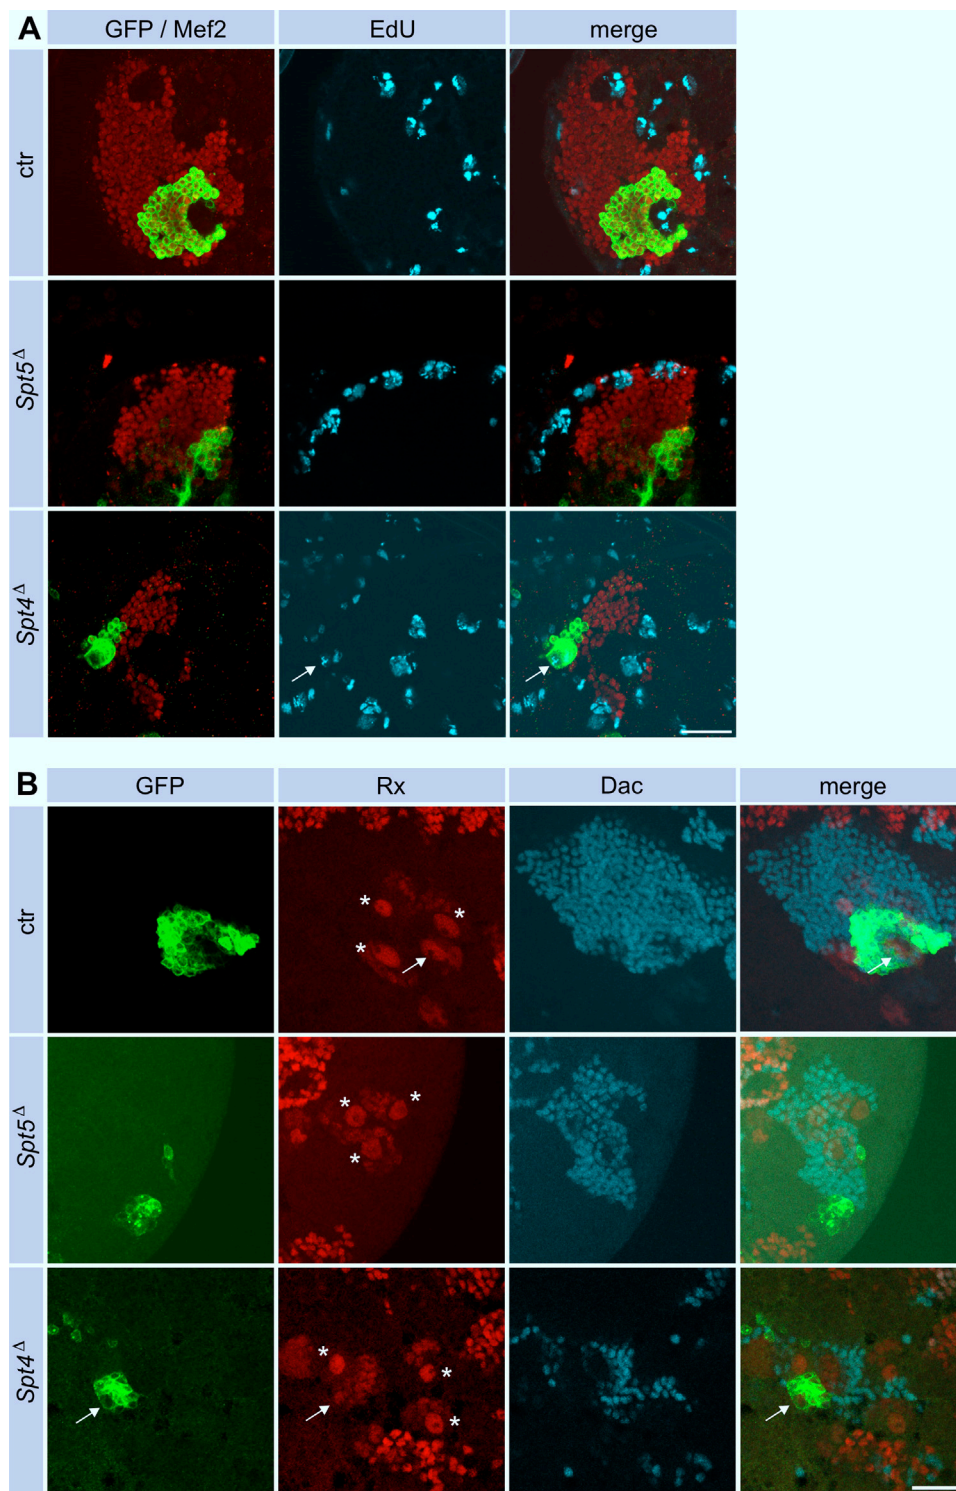 A GFP / Mef2 EdU merge
ctr
Spt5Δ
Spt4Δ
B GFP Rx Dac merge
ctr
* * *
Spt5Δ
* * *
Spt4Δ
* * *